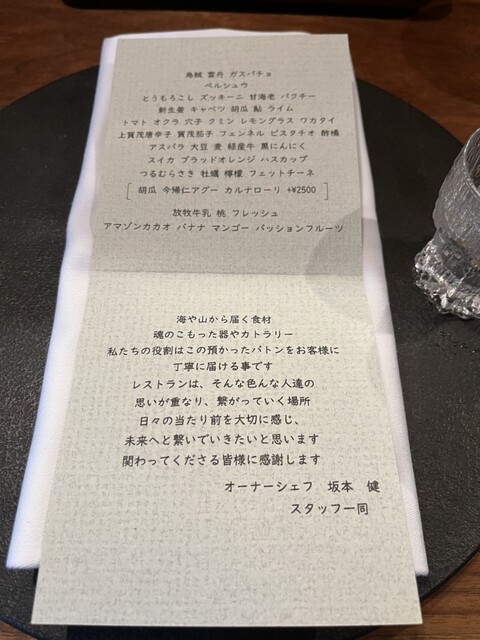 烏賊 雲丹 ガスパチョ
ペルシュウ
とうもろこし ズッキーニ 甘海老 パクチー
新生姜 キャベツ 胡瓜 鮎 ライム
トマト オクラ 穴子 クミン レモングラス ワカタイ
上賀茂唐辛子 賀茂茄子 フェンネル ピスタチオ 酢橘
アスパラ 大豆 麦 経産牛 黒にんにく
スイカ ブラッドオレンジ ハスカップ
つるむらさき 牡蠣 檸檬 フェットチーネ
[ 胡瓜 今帰仁アグー カルナローリ +¥2500 ]
放牧牛乳 桃 フレッシュ
アマゾンカカオ バナナ マンゴー パッションフルーツ
海や山から届く食材
魂のこもった器やカトラリー
私たちの役割はこの預かったバトンをお客様に
丁寧に届ける事です
レストランは、そんな色んな人達の
思いが重なり、繋がっていく場所
日々の当たり前を大切に感じ、
未来へと繋いでいきたいと思います
関わってくださる皆様に感謝します
オーナーシェフ 坂本 健
スタッフ一同